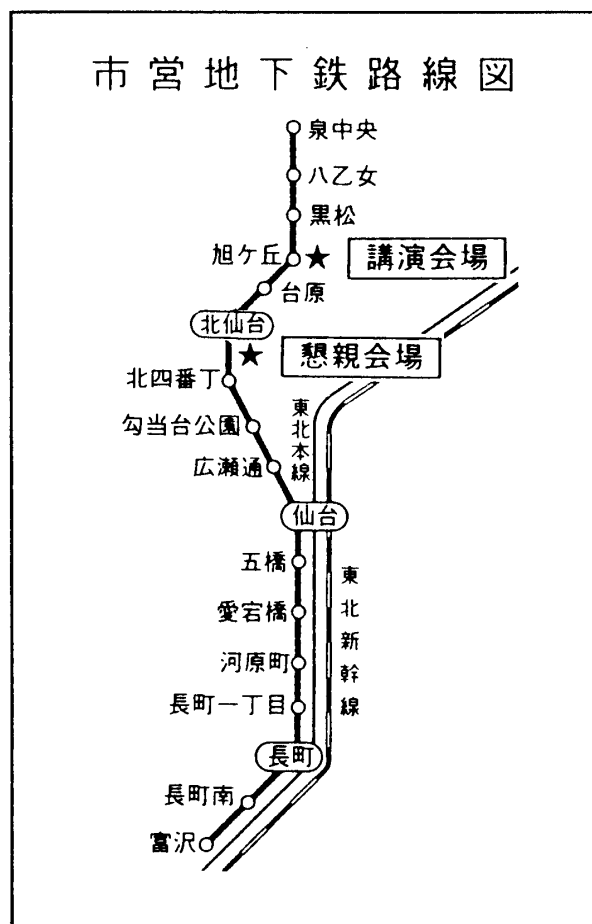 市営地下鉄路線図
泉中央
八乙女
黒松
旭ケ丘
講演会場
台原
北仙台
懇親会場
北四番丁
東北本線
勾当台公園
広瀬通
仙台
五橋
東北新幹線
愛宕橋
河原町
長町一丁目
長町
長町南
富沢